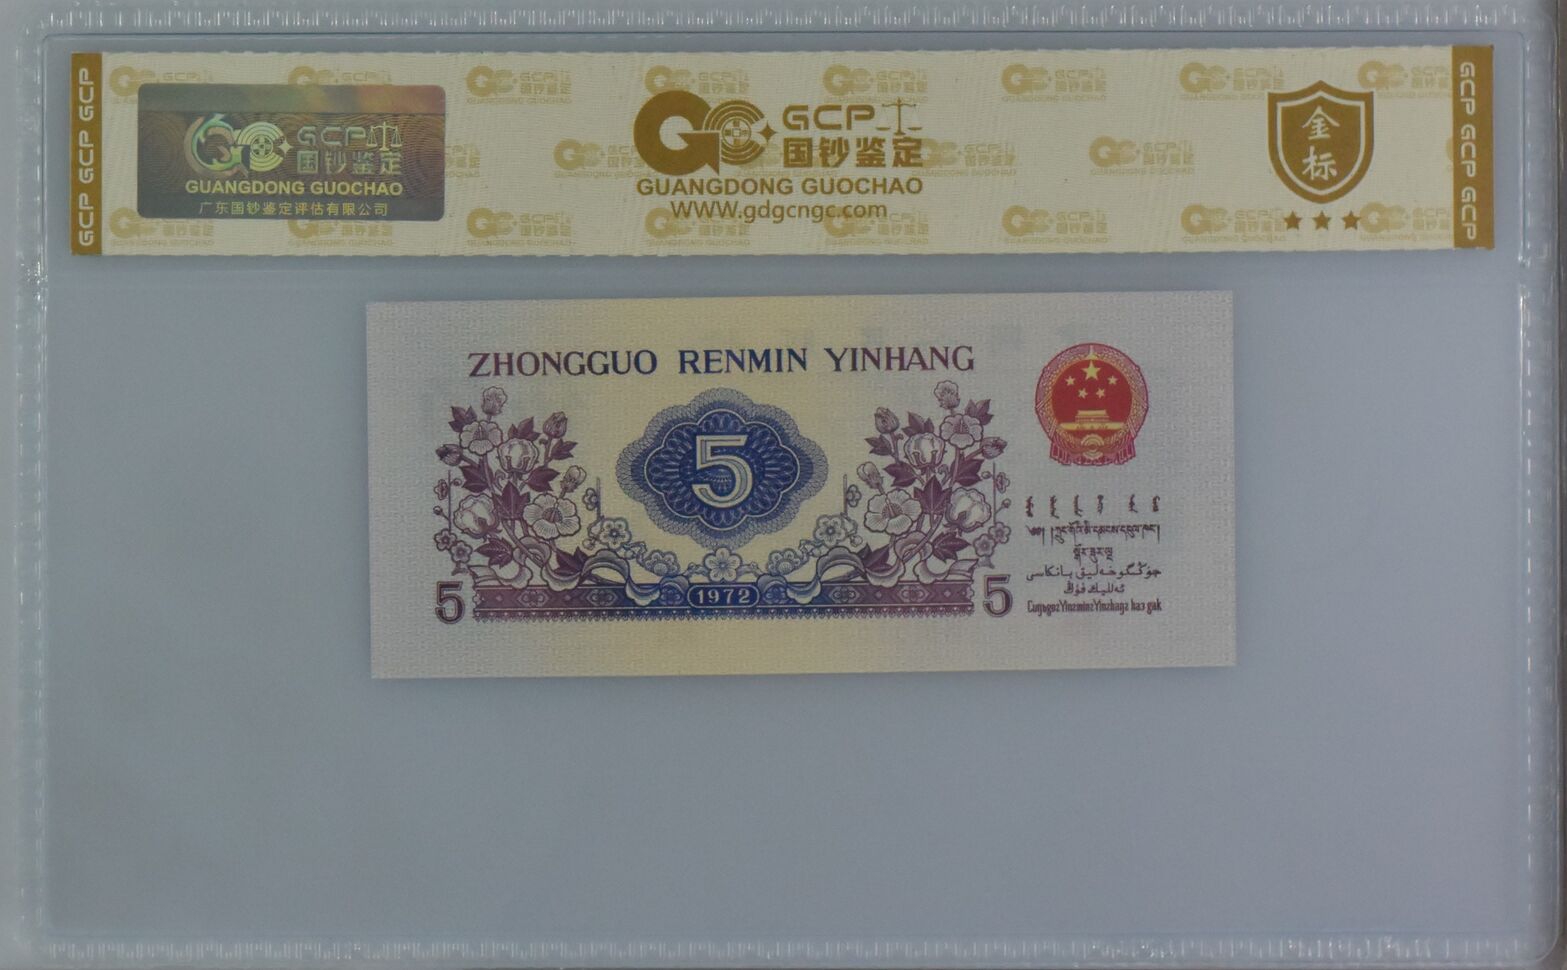 GCP GCP GCP
GCP
国钞鉴定
GUANGDONG GUOCHAO
广东国钞鉴定评估有限公司
GCP
国钞鉴定
GUANGDONG GUOCHAO
WWW.gdgcngc.com
金
标
GCP GCP GCP
ZHONGGUO RENMIN YINHANG
5
1972
5
5
جۇڭگوخەلىق بانكاسى